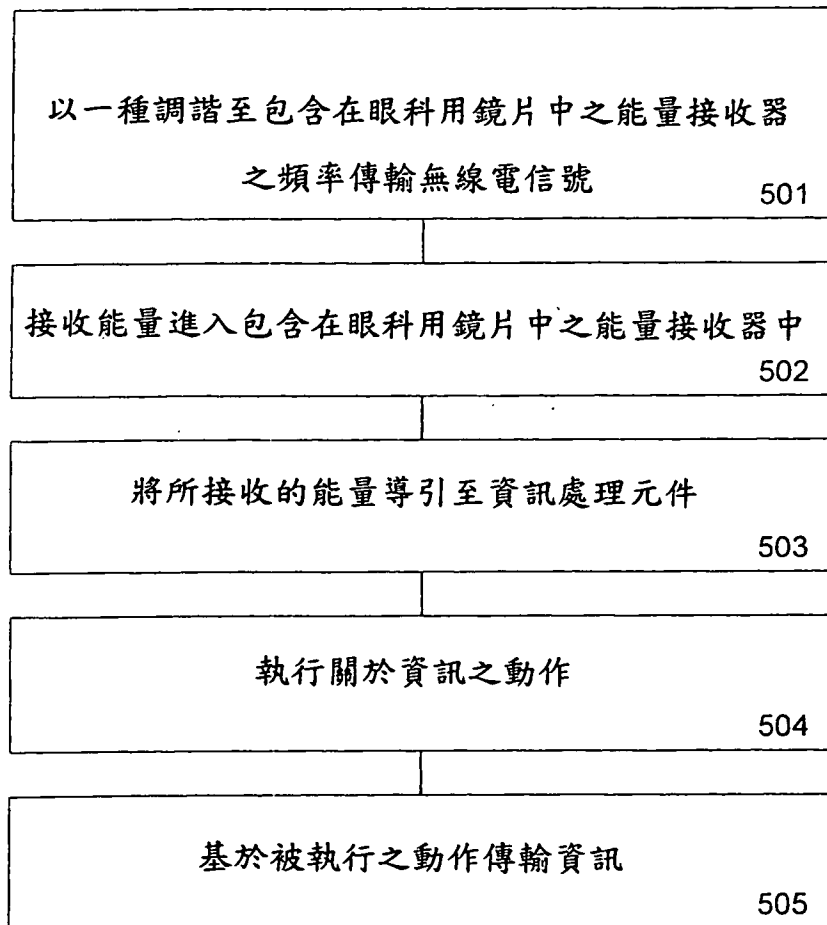 以一種調諧至包含在眼科用鏡片中之能量接收器
之頻率傳輸無線電信號
501
接收能量進入包含在眼科用鏡片中之能量接收器中
502
將所接收的能量導引至資訊處理元件
503
執行關於資訊之動作
504
基於被執行之動作傳輸資訊
505